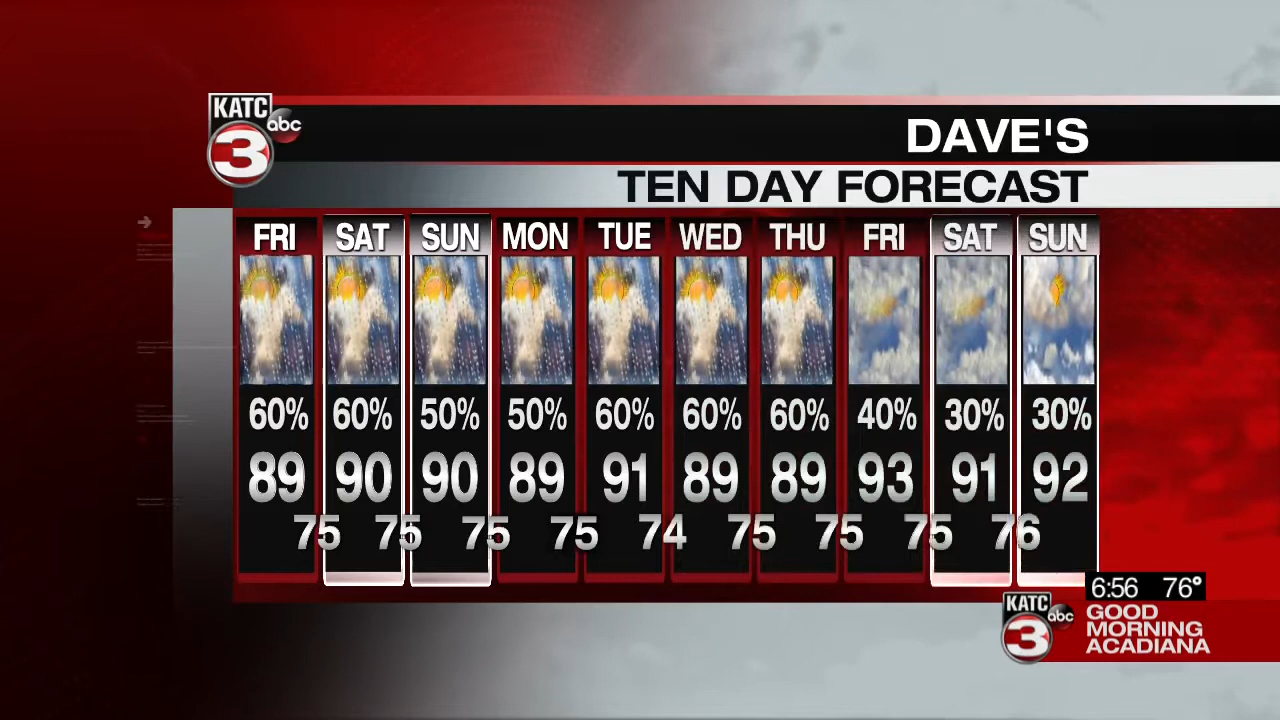 KATC
abc
3
DAVE'S
TEN DAY FORECAST
FRI SAT SUN MON TUE WED THU FRI SAT SUN
60% 60% 50% 50% 60% 60% 60% 40% 30% 30%
89 90 90 89 91 89 89 93 91 92
75 75 75 75 74 75 75 75 76
6:56 76°
KATC
abc
3
GOOD
MORNING
ACADIANA